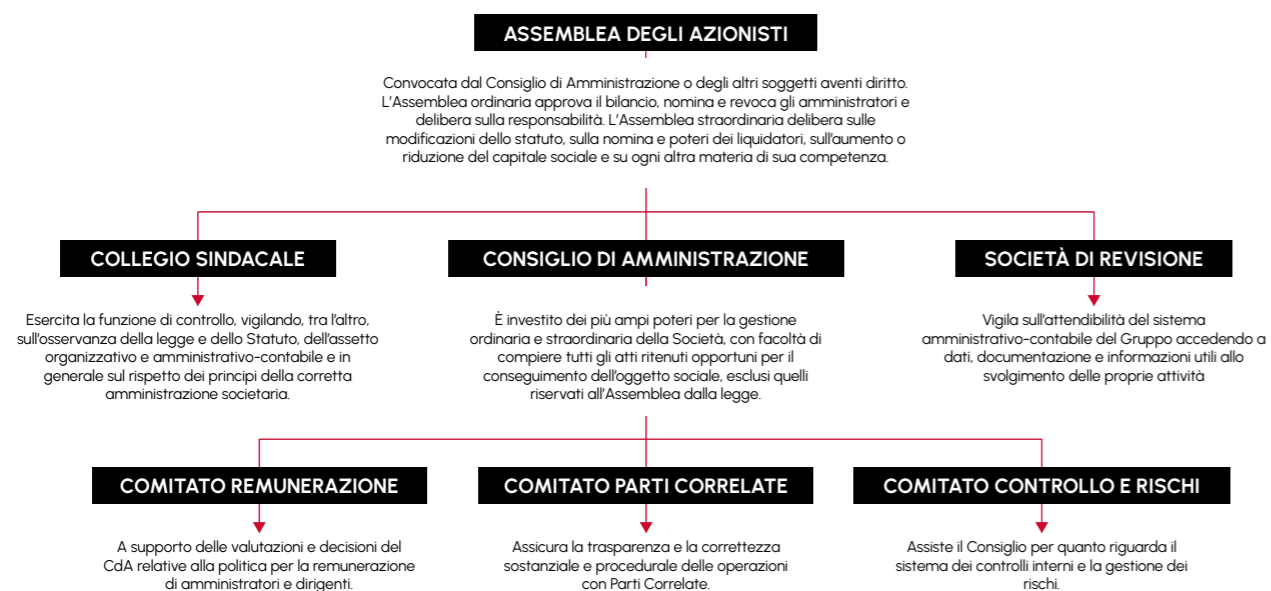 ASSEMBLEA DEGLI AZIONISTI
Convocata dal Consiglio di Amministrazione o degli altri soggetti aventi diritto.
L'Assemblea ordinaria approva il bilancio, nomina e revoca gli amministratori e
delibera sulla responsabilità. L'Assemblea straordinaria delibera sulle
modificazioni dello statuto, sulla nomina e poteri dei liquidatori, sull'aumento o
riduzione del capitale sociale e su ogni altra materia di sua competenza.
COLLEGIO SINDACALE
Esercita la funzione di controllo, vigilando, tra l'altro,
sull'osservanza della legge e dello Statuto, dell'assetto
organizzativo e amministrativo-contabile e in
generale sul rispetto dei principi della corretta
amministrazione societaria.
CONSIGLIO DI AMMINISTRAZIONE
È investito dei più ampi poteri per la gestione
ordinaria e straordinaria della Società, con facoltà di
compiere tutti gli atti ritenuti opportuni per il
conseguimento dell'oggetto sociale, esclusi quelli
riservati all'Assemblea dalla legge.
SOCIETÀ DI REVISIONE
Vigila sull'attendibilità del sistema
amministrativo-contabile del Gruppo accedendo a
dati, documentazione e informazioni utili allo
svolgimento delle proprie attività
COMITATO REMUNERAZIONE
A supporto delle valutazioni e decisioni del
CdA relative alla politica per la remunerazione
di amministratori e dirigenti.
COMITATO PARTI CORRELATE
Assicura la trasparenza e la correttezza
sostanziale e procedurale delle operazioni
con Parti Correlate.
COMITATO CONTROLLO E RISCHI
Assiste il Consiglio per quanto riguarda il
sistema dei controlli interni e la gestione dei
rischi.